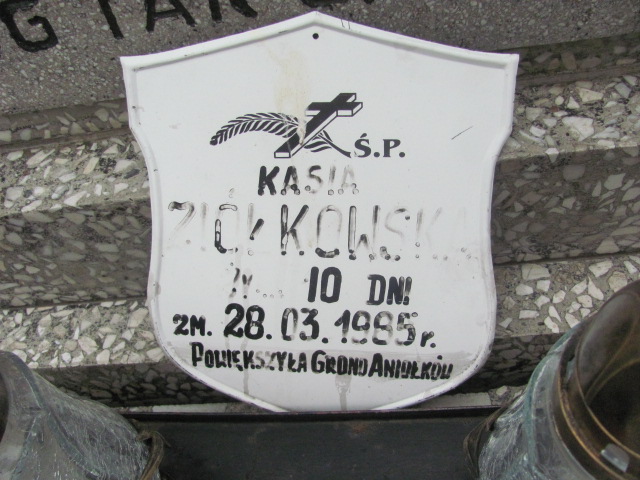 Ś.P.
KASIA
ZIÓŁKOWSKA
10 DNI
ZM. 28.03.1985 r.
POWIĘKSZYŁA GRONO ANIOŁKÓW